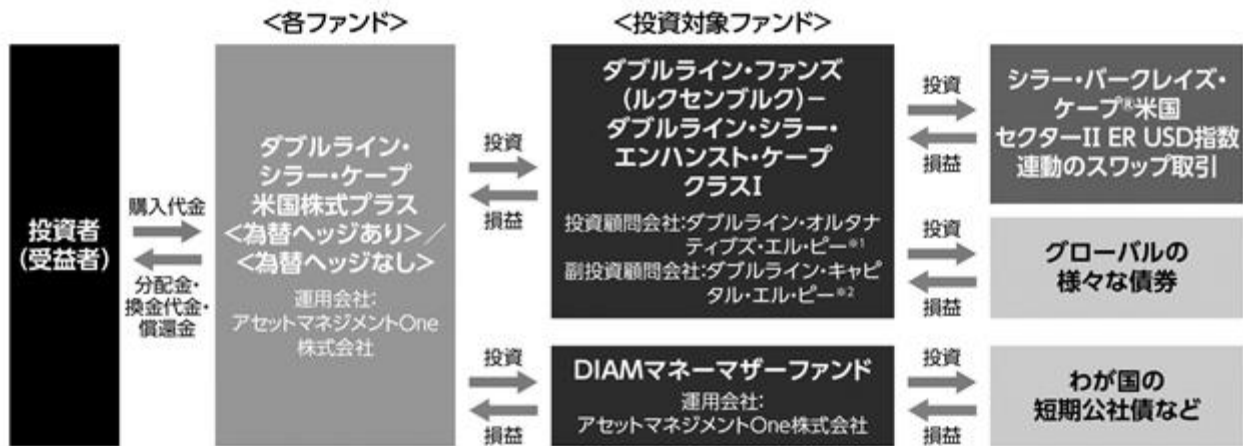 <各ファンド>
<投資対象ファンド>
投資者
(受益者)
購入代金
分配金・
換金代金・
償還金
ダブルライン・
シラー・ケープ
米国株式プラス
<為替ヘッジあり>/
<為替ヘッジなし>
運用会社:
アセットマネジメントOne
株式会社
投資
損益
投資
損益
ダブルライン・ファンズ
(ルクセンブルク)-
ダブルライン・シラー・
エンハンスト・ケープ
クラスI
投資顧問会社:ダブルライン・オルタナ
ティブズ・エル・ピー※1
副投資顧問会社:ダブルライン・キャピ
タル・エル・ピー※2
DIAMマネーマザーファンド
運用会社:
アセットマネジメントOne株式会社
投資
損益
投資
損益
投資
損益
シラー・バークレイズ・
ケープ®米国
セクターII ER USD指数
連動のスワップ取引
グローバルの
様々な債券
わが国の
短期公社債など